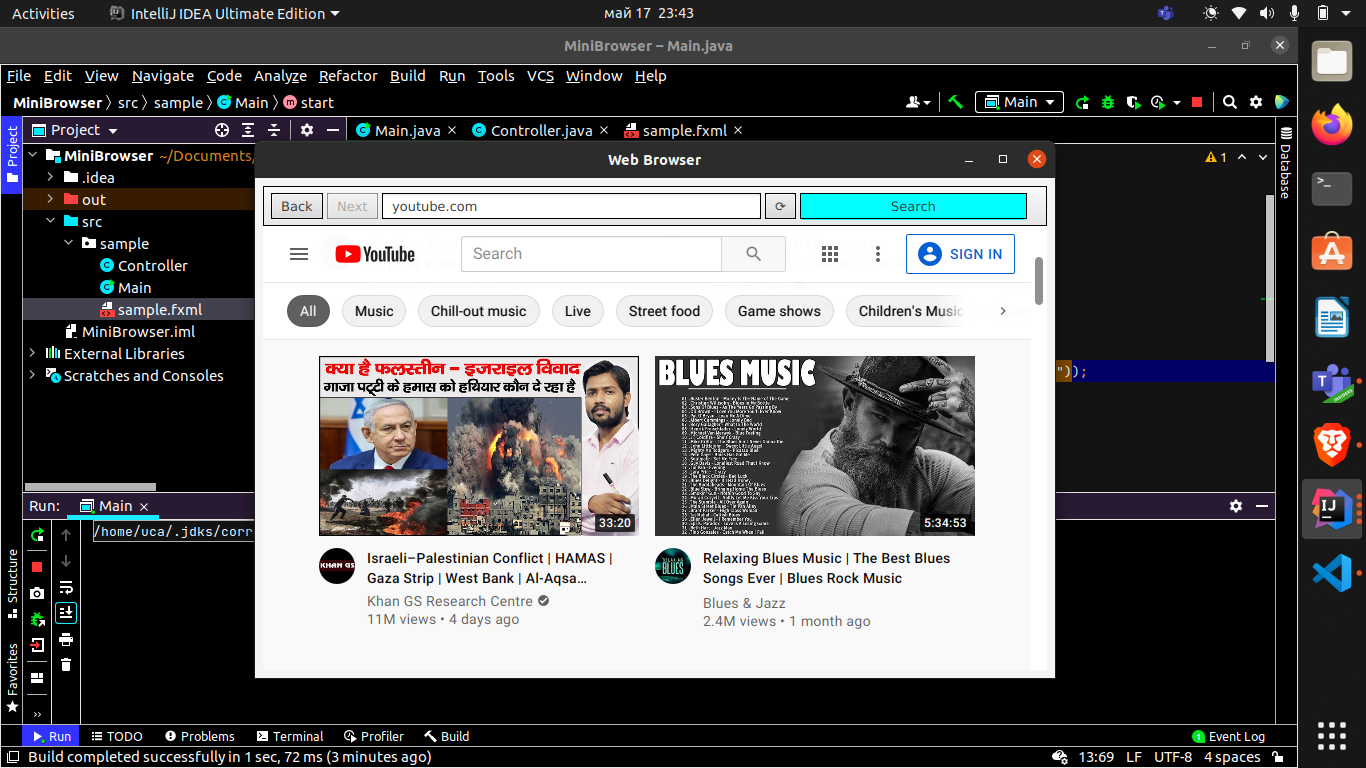 Activities IntelliJ IDEA Ultimate Edition май 17 23:43
MiniBrowser – Main.java
File Edit View Navigate Code Analyze Refactor Build Run Tools VCS Window Help
MiniBrowser src sample Main start Main
Project
Project Main.java Controller.java sample.fxml
Database
MiniBrowser ~/Documents/
1
.idea
out
src
sample
Controller
Main
sample.fxml
MiniBrowser.iml
External Libraries
Scratches and Consoles
"));
Web Browser
Back Next youtube.com Search
YouTube Search SIGN IN
All Music Chill-out music Live Street food Game shows Children's Music
क्या है फलस्तीन – इजराइल विवाद
गाजा पट्टी के हमास को हथियार कौन दे रहा है
33:20
BLUES MUSIC
5:34:53
KHAN GS
Israeli–Palestinian Conflict | HAMAS |
Gaza Strip | West Bank | Al-Aqsa...
Khan GS Research Centre
11M views • 4 days ago
BLUES
Relaxing Blues Music | The Best Blues
Songs Ever | Blues Rock Music
Blues & Jazz
2.4M views • 1 month ago
Run: Main
/home/uca/.jdks/corr
Structure
Favorites
Run TODO Problems Terminal Profiler Build 1 Event Log
Build completed successfully in 1 sec, 72 ms (3 minutes ago) 13:69 LF UTF-8 4 spaces